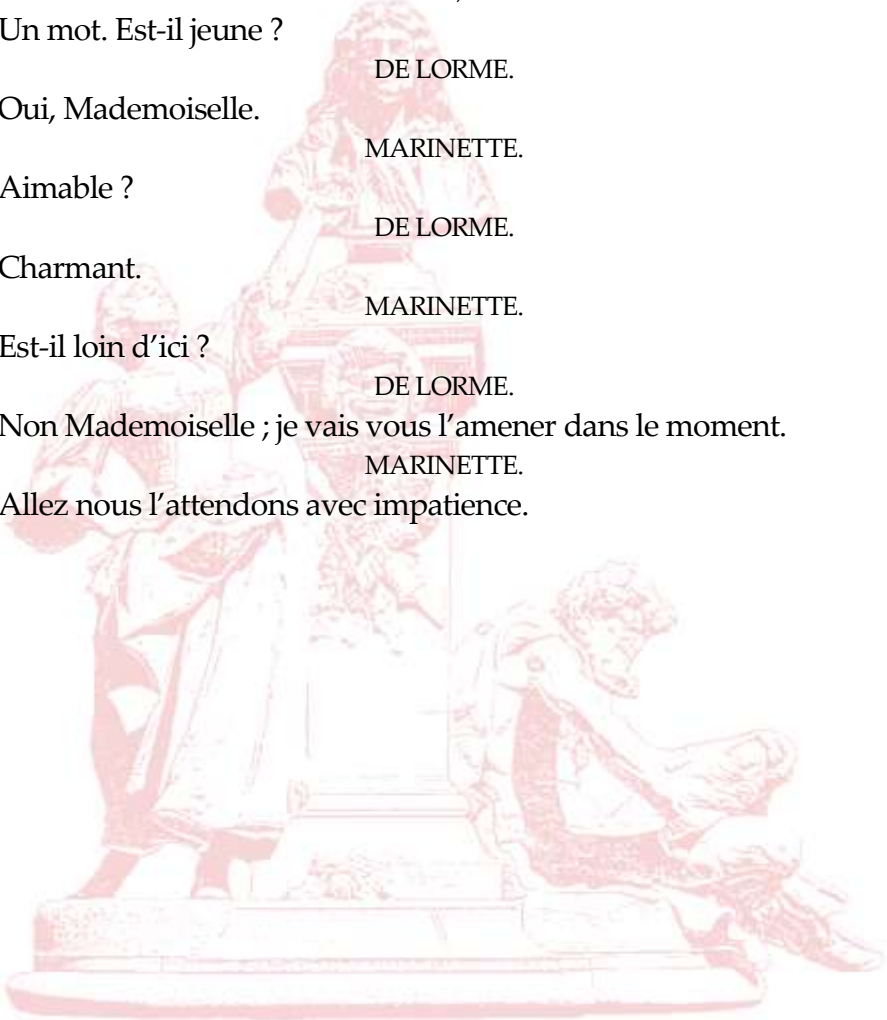 Un mot. Est-il jeune ?
DE LORME.
Oui, Mademoiselle.
MARINETTE.
Aimable ?
DE LORME.
Charmant.
MARINETTE.
Est-il loin d’ici ?
DE LORME.
Non Mademoiselle ; je vais vous l’amener dans le moment.
MARINETTE.
Allez nous l’attendons avec impatience.